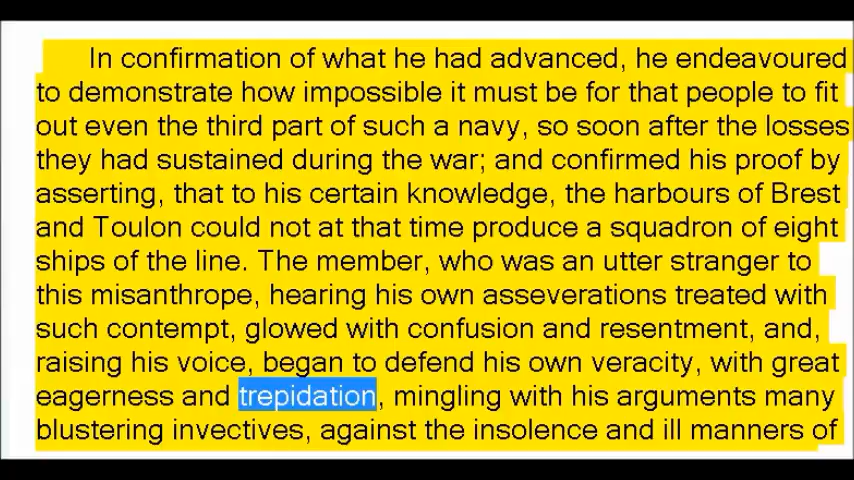 In confirmation of what he had advanced, he endeavoured
to demonstrate how impossible it must be for that people to fit
out even the third part of such a navy, so soon after the losses
they had sustained during the war; and confirmed his proof by
asserting, that to his certain knowledge, the harbours of Brest
and Toulon could not at that time produce a squadron of eight
ships of the line. The member, who was an utter stranger to
this misanthrope, hearing his own asseverations treated with
such contempt, glowed with confusion and resentment, and,
raising his voice, began to defend his own veracity, with great
eagerness and trepidation, mingling with his arguments many
blustering invectives, against the insolence and ill manners of